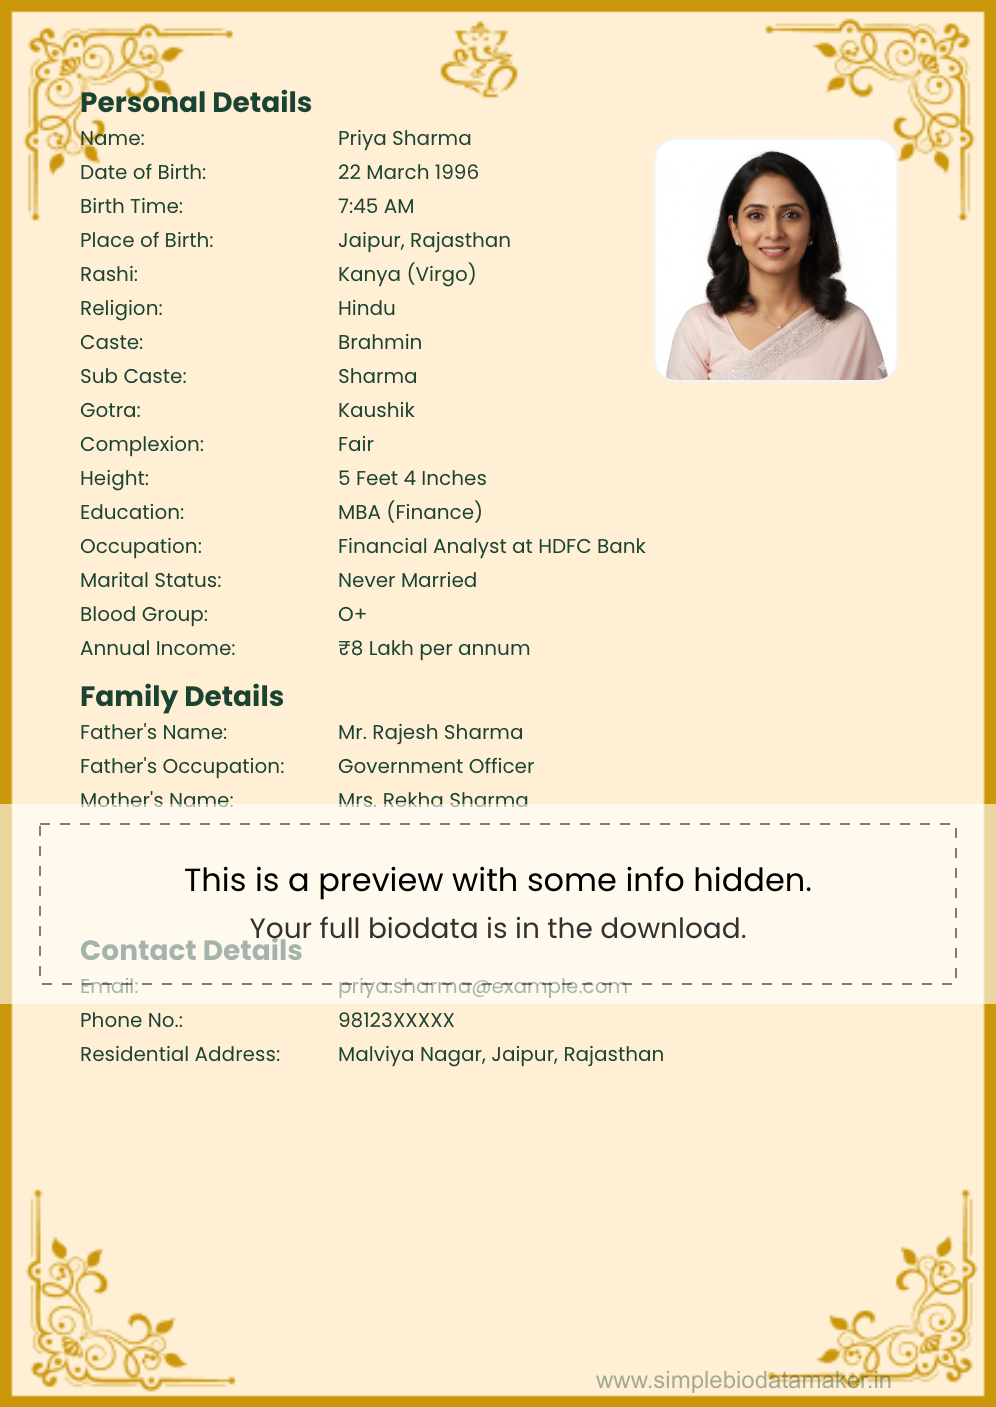 Personal Details
Name: Priya Sharma
Date of Birth: 22 March 1996
Birth Time: 7:45 AM
Place of Birth: Jaipur, Rajasthan
Rashi: Kanya (Virgo)
Religion: Hindu
Caste: Brahmin
Sub Caste: Sharma
Gotra: Kaushik
Complexion: Fair
Height: 5 Feet 4 Inches
Education: MBA (Finance)
Occupation: Financial Analyst at HDFC Bank
Marital Status: Never Married
Blood Group: O+
Annual Income: ₹8 Lakh per annum
Family Details
Father's Name: Mr. Rajesh Sharma
Father's Occupation: Government Officer
Mother's Name: Mrs. Rekha Sharma
This is a preview with some info hidden.
Your full biodata is in the download.
Contact Details
Email: priya.sharma@example.com
Phone No.: 98123XXXXX
Residential Address: Malviya Nagar, Jaipur, Rajasthan
www.simplebiodatamaker.in